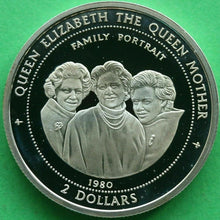 QUEEN ELIZABETH THE QUEEN MOTHER
FAMILY PORTRAIT
1980
2 DOLLARS